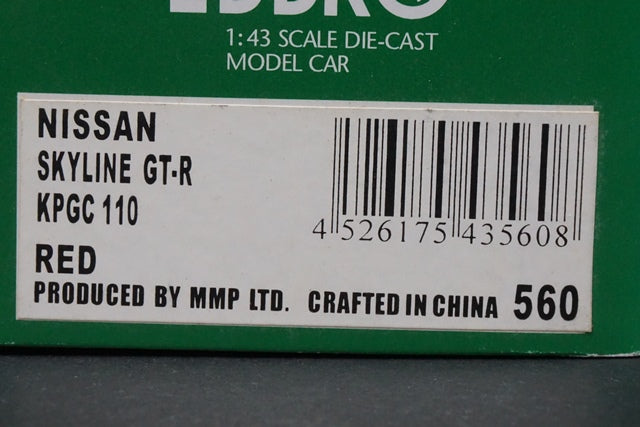 EBBRO
1:43 SCALE DIE-CAST
MODEL CAR
NISSAN
SKYLINE GT-R
KPGC 110
RED
PRODUCED BY MMP LTD. CRAFTED IN CHINA 560
4 526175 435608